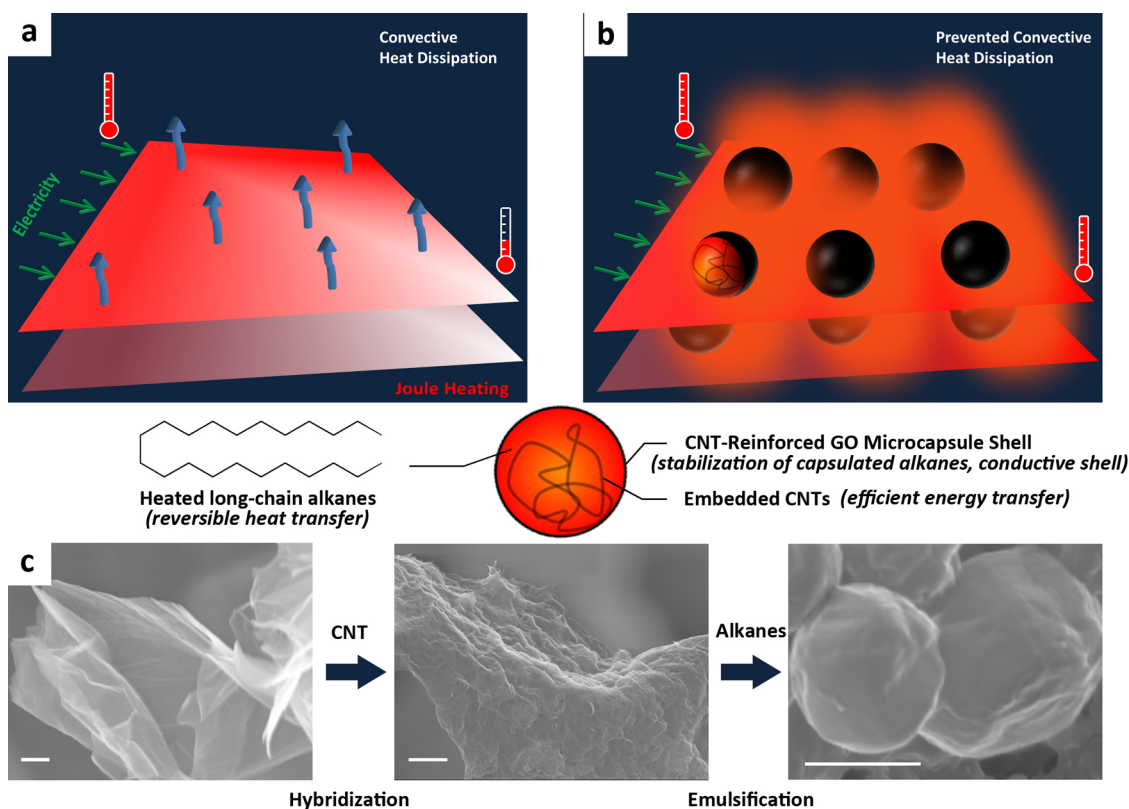 a
Convective
Heat Dissipation
Electricity
Joule Heating
b
Prevented Convective
Heat Dissipation
Heated long-chain alkanes
(reversible heat transfer)
CNT-Reinforced GO Microcapsule Shell
(stabilization of capsulated alkanes, conductive shell)
Embedded CNTs (efficient energy transfer)
c
CNT
Alkanes
Hybridization
Emulsification